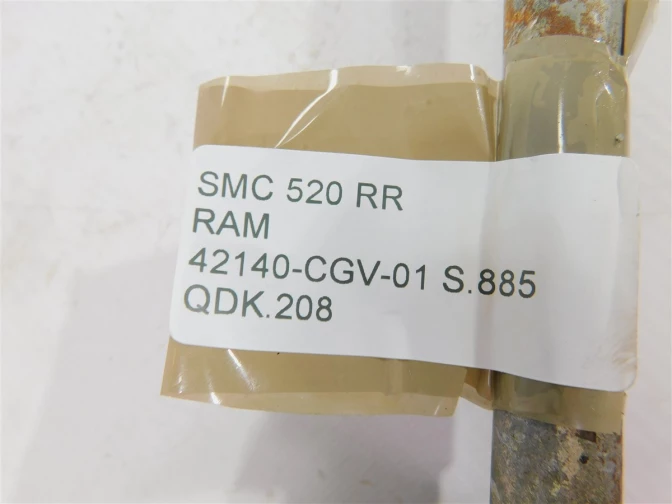 SMC 520 RR
RAM
42140-CGV-01 S.885
QDK.208